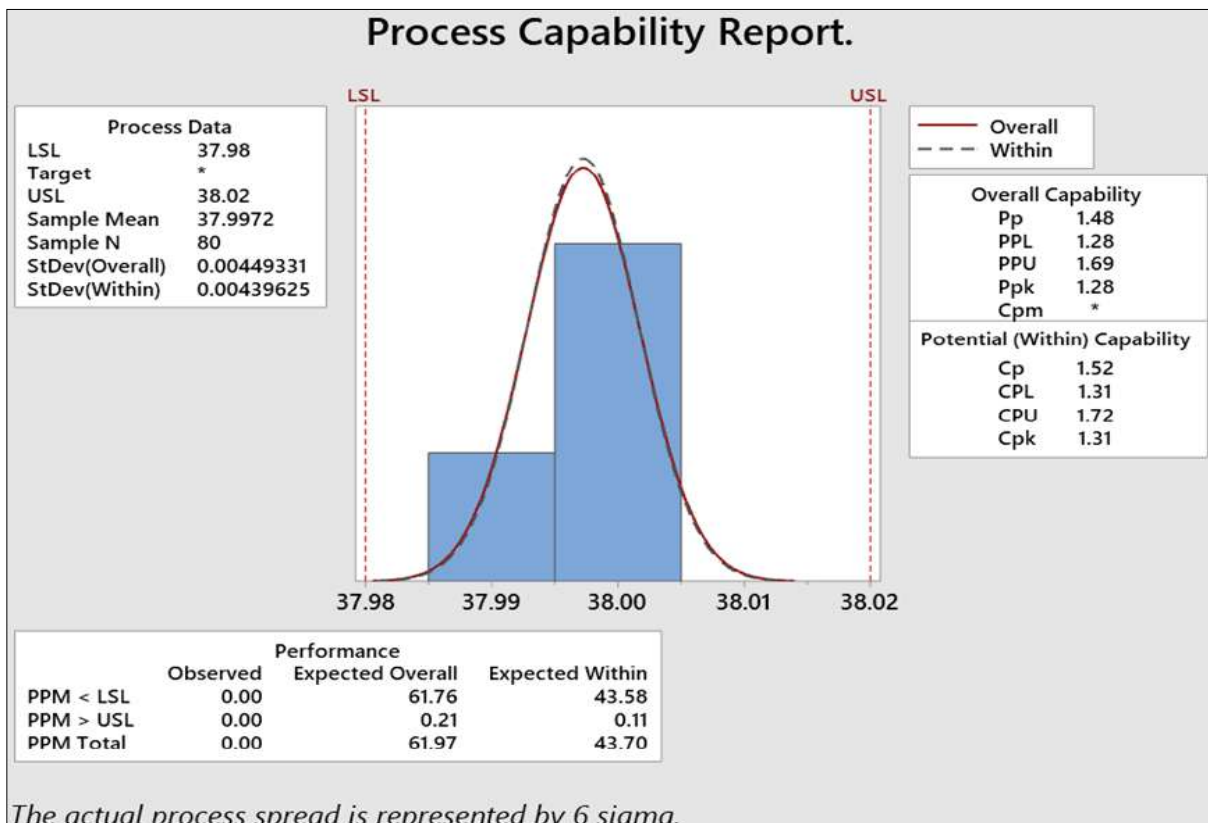 Process Capability Report.
LSL USL
Process Data
LSL 37.98
Target *
USL 38.02
Sample Mean 37.9972
Sample N 80
StDev(Overall) 0.00449331
StDev(Within) 0.00439625
Overall
Within
Overall Capability
Pp 1.48
PPL 1.28
PPU 1.69
Ppk 1.28
Cpm *
Potential (Within) Capability
Cp 1.52
CPL 1.31
CPU 1.72
Cpk 1.31
37.98 37.99 38.00 38.01 38.02
Performance
Observed Expected Overall Expected Within
PPM < LSL 0.00 61.76 43.58
PPM > USL 0.00 0.21 0.11
PPM Total 0.00 61.97 43.70
The actual process spread is represented by 6 sigma.